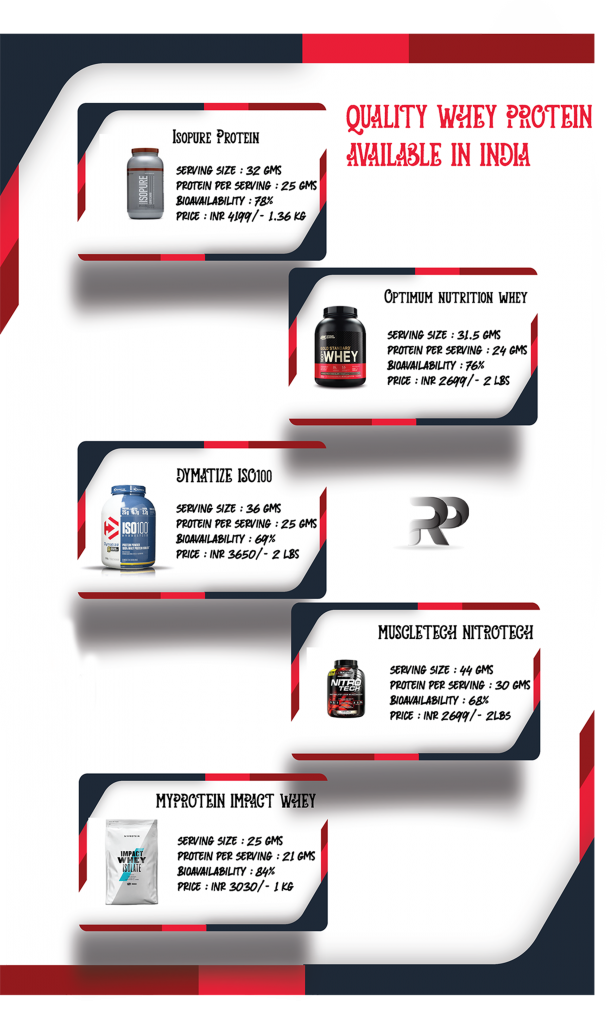 QUALITY WHEY PROTEIN
AVAILABLE IN INDIA
ISOPURE PROTEIN
ISOPURE
SERVING SIZE : 32 GMS
PROTEIN PER SERVING : 25 GMS
BIOAVAILABILITY : 78%
PRICE : INR 4199/- 1.36 KG
OPTIMUM NUTRITION WHEY
GOLD STANDARD
WHEY
SERVING SIZE : 31.5 GMS
PROTEIN PER SERVING : 24 GMS
BIOAVAILABILITY : 76%
PRICE : INR 2699/- 2 LBS
DYMATIZE ISO100
ISO100
SERVING SIZE : 36 GMS
PROTEIN PER SERVING : 25 GMS
BIOAVAILABILITY : 69%
PRICE : INR 3650/- 2 LBS
RP
MUSCLETECH NITROTECH
NITRO
TECH
SERVING SIZE : 44 GMS
PROTEIN PER SERVING : 30 GMS
BIOAVAILABILITY : 68%
PRICE : INR 2699/- 2LBS
MYPROTEIN IMPACT WHEY
IMPACT
WHEY
ISOLATE
SERVING SIZE : 25 GMS
PROTEIN PER SERVING : 21 GMS
BIOAVAILABILITY : 84%
PRICE : INR 3030/- 1 KG